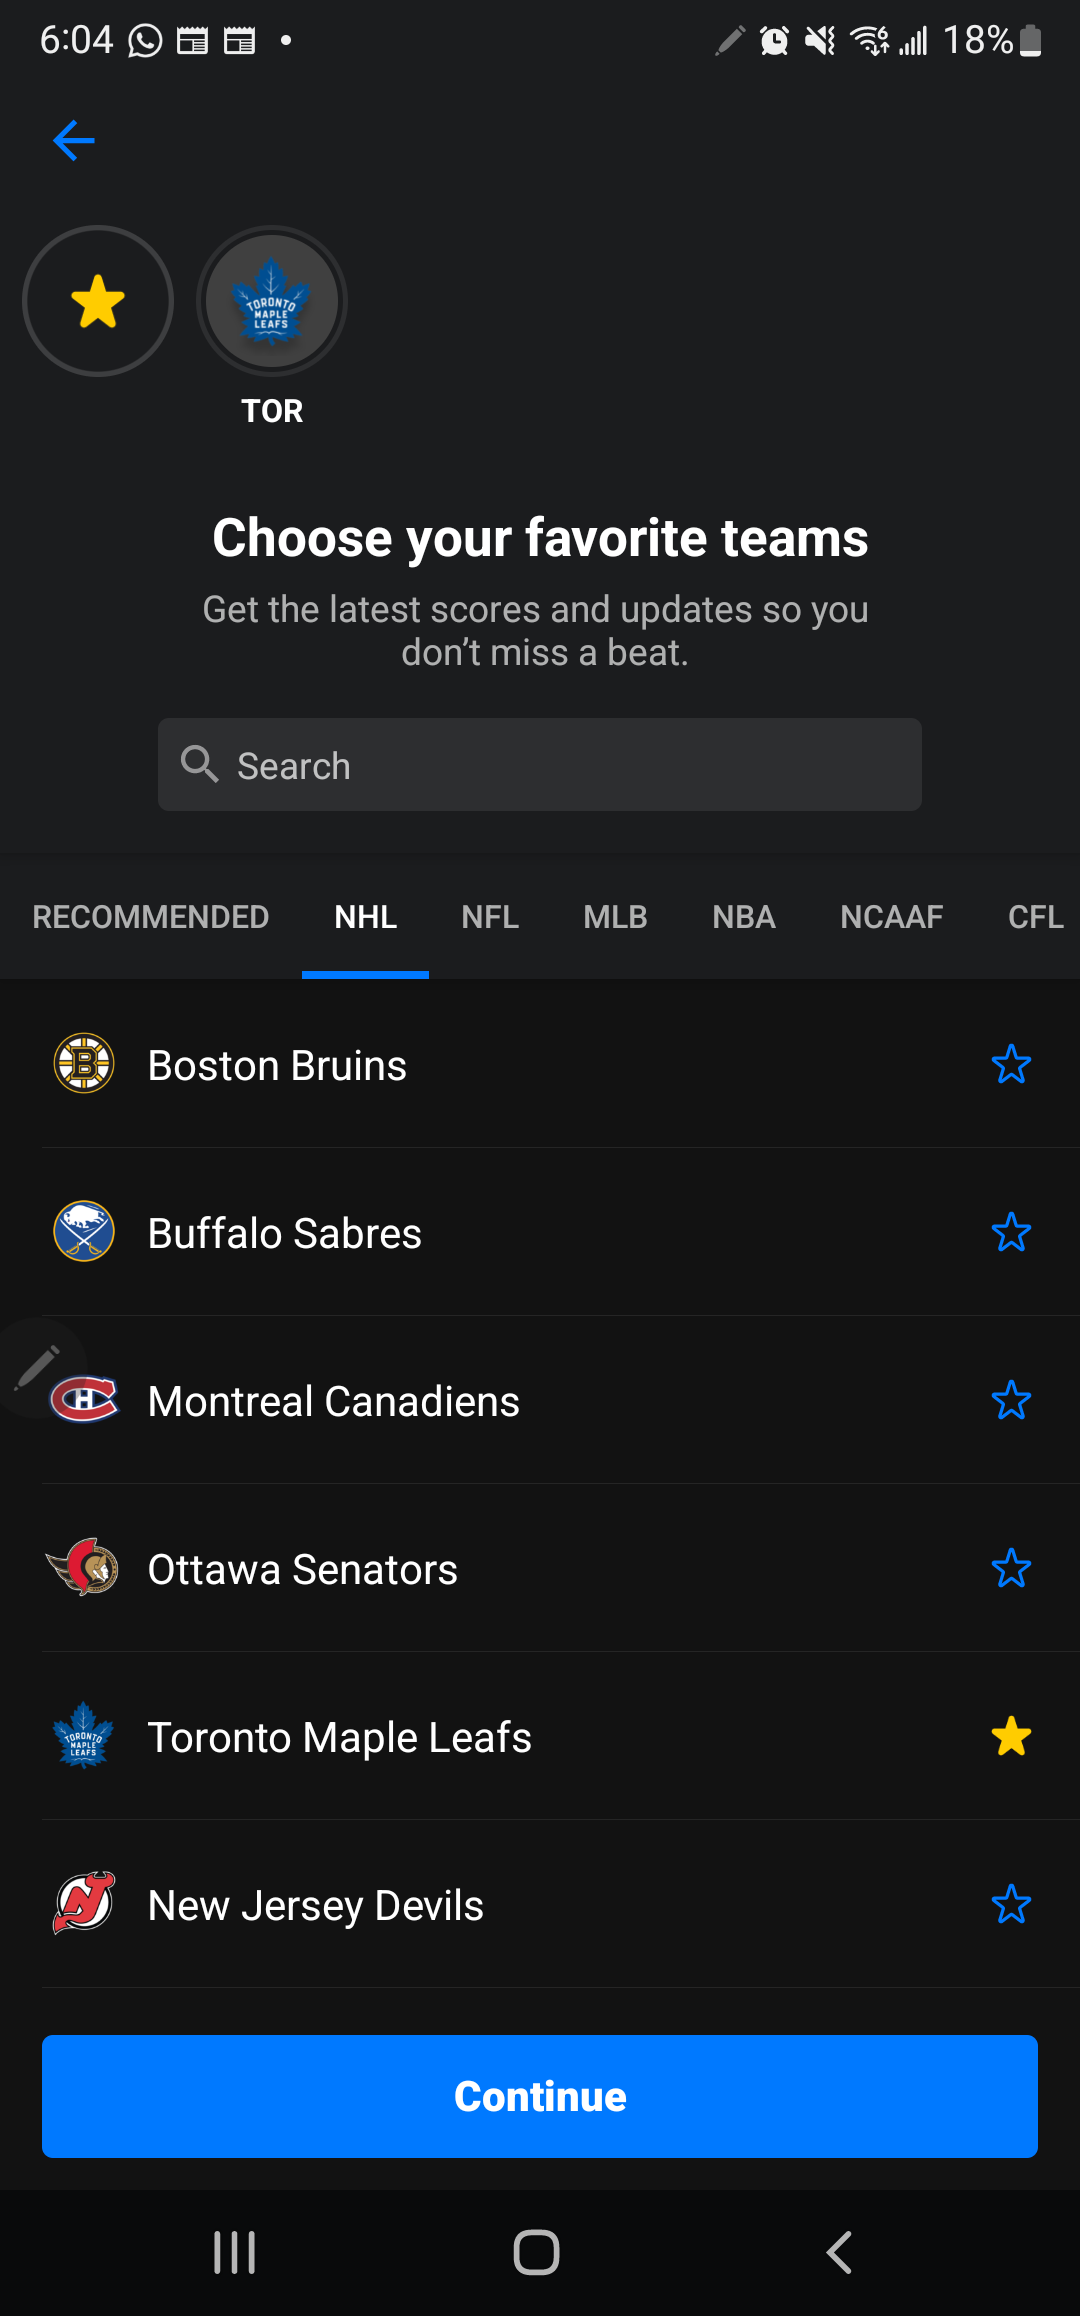 6:04
18%
TORONTO
MAPLE
LEAFS
TOR
Choose your favorite teams
Get the latest scores and updates so you
don’t miss a beat.
Search
RECOMMENDED NHL NFL MLB NBA NCAAF CFL
B
Boston Bruins
Buffalo Sabres
Montreal Canadiens
Ottawa Senators
TORONTO
MAPLE
LEAFS
Toronto Maple Leafs
New Jersey Devils
Continue